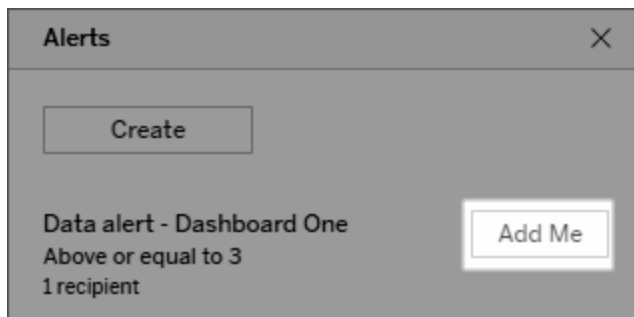 Alerts
Create
Data alert - Dashboard One
Add Me
Above or equal to 3
1 recipient